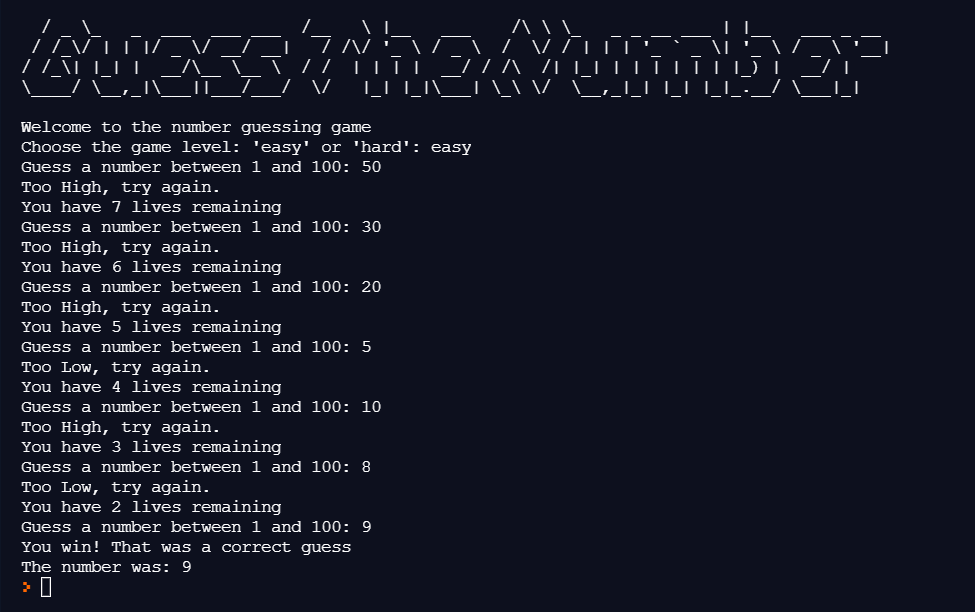 Guess The Number
Welcome to the number guessing game
Choose the game level: 'easy' or 'hard': easy
Guess a number between 1 and 100: 50
Too High, try again.
You have 7 lives remaining
Guess a number between 1 and 100: 30
Too High, try again.
You have 6 lives remaining
Guess a number between 1 and 100: 20
Too High, try again.
You have 5 lives remaining
Guess a number between 1 and 100: 5
Too Low, try again.
You have 4 lives remaining
Guess a number between 1 and 100: 10
Too High, try again.
You have 3 lives remaining
Guess a number between 1 and 100: 8
Too Low, try again.
You have 2 lives remaining
Guess a number between 1 and 100: 9
You win! That was a correct guess
The number was: 9